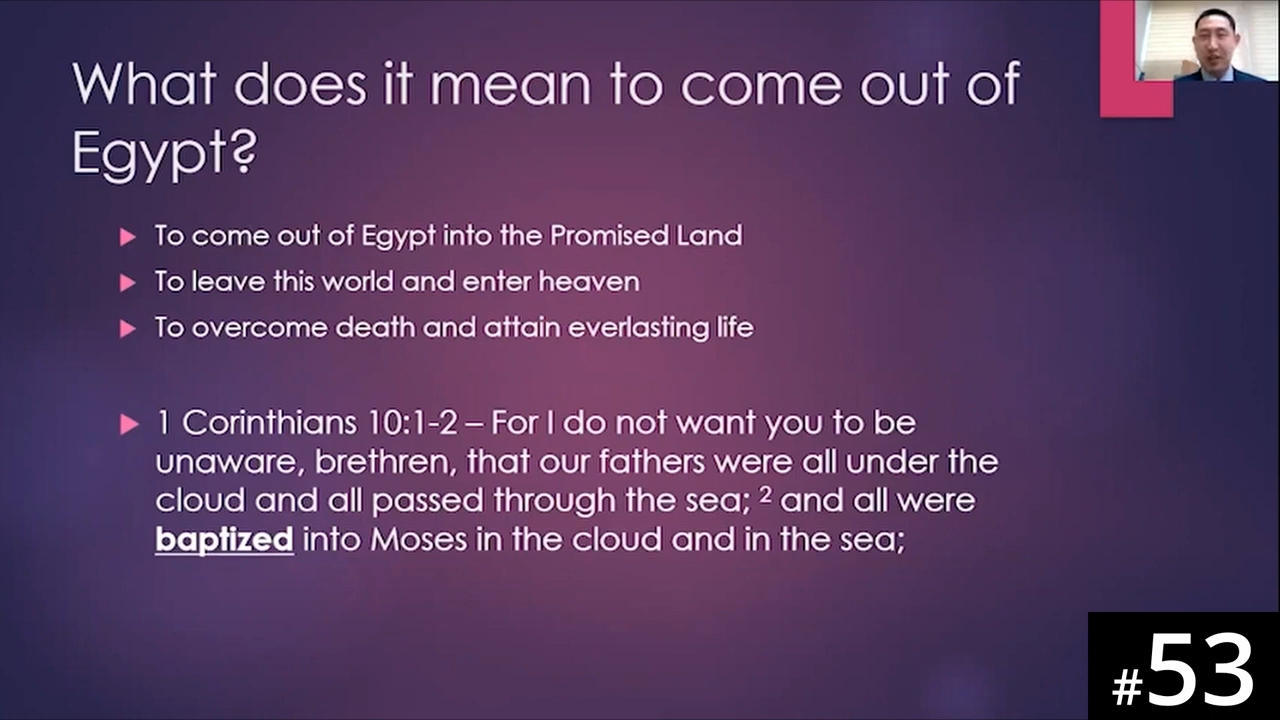 What does it mean to come out of
Egypt?
To come out of Egypt into the Promised Land
To leave this world and enter heaven
To overcome death and attain everlasting life
1 Corinthians 10:1-2 – For I do not want you to be
unaware, brethren, that our fathers were all under the
cloud and all passed through the sea; ² and all were
baptized into Moses in the cloud and in the sea;
#53